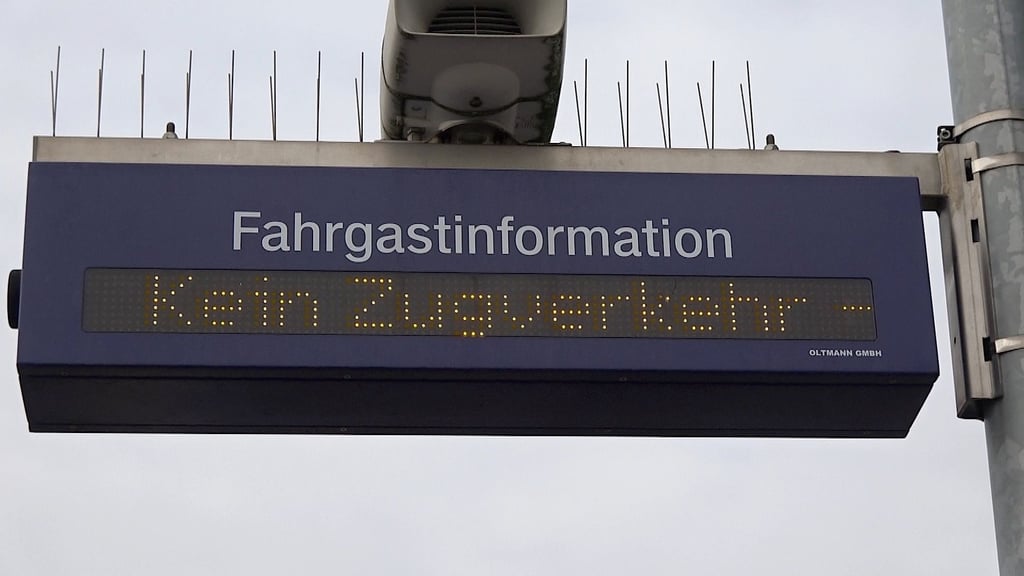 Fahrgastinformation
Kein Zugverkehr -
OLTMANN GMBH